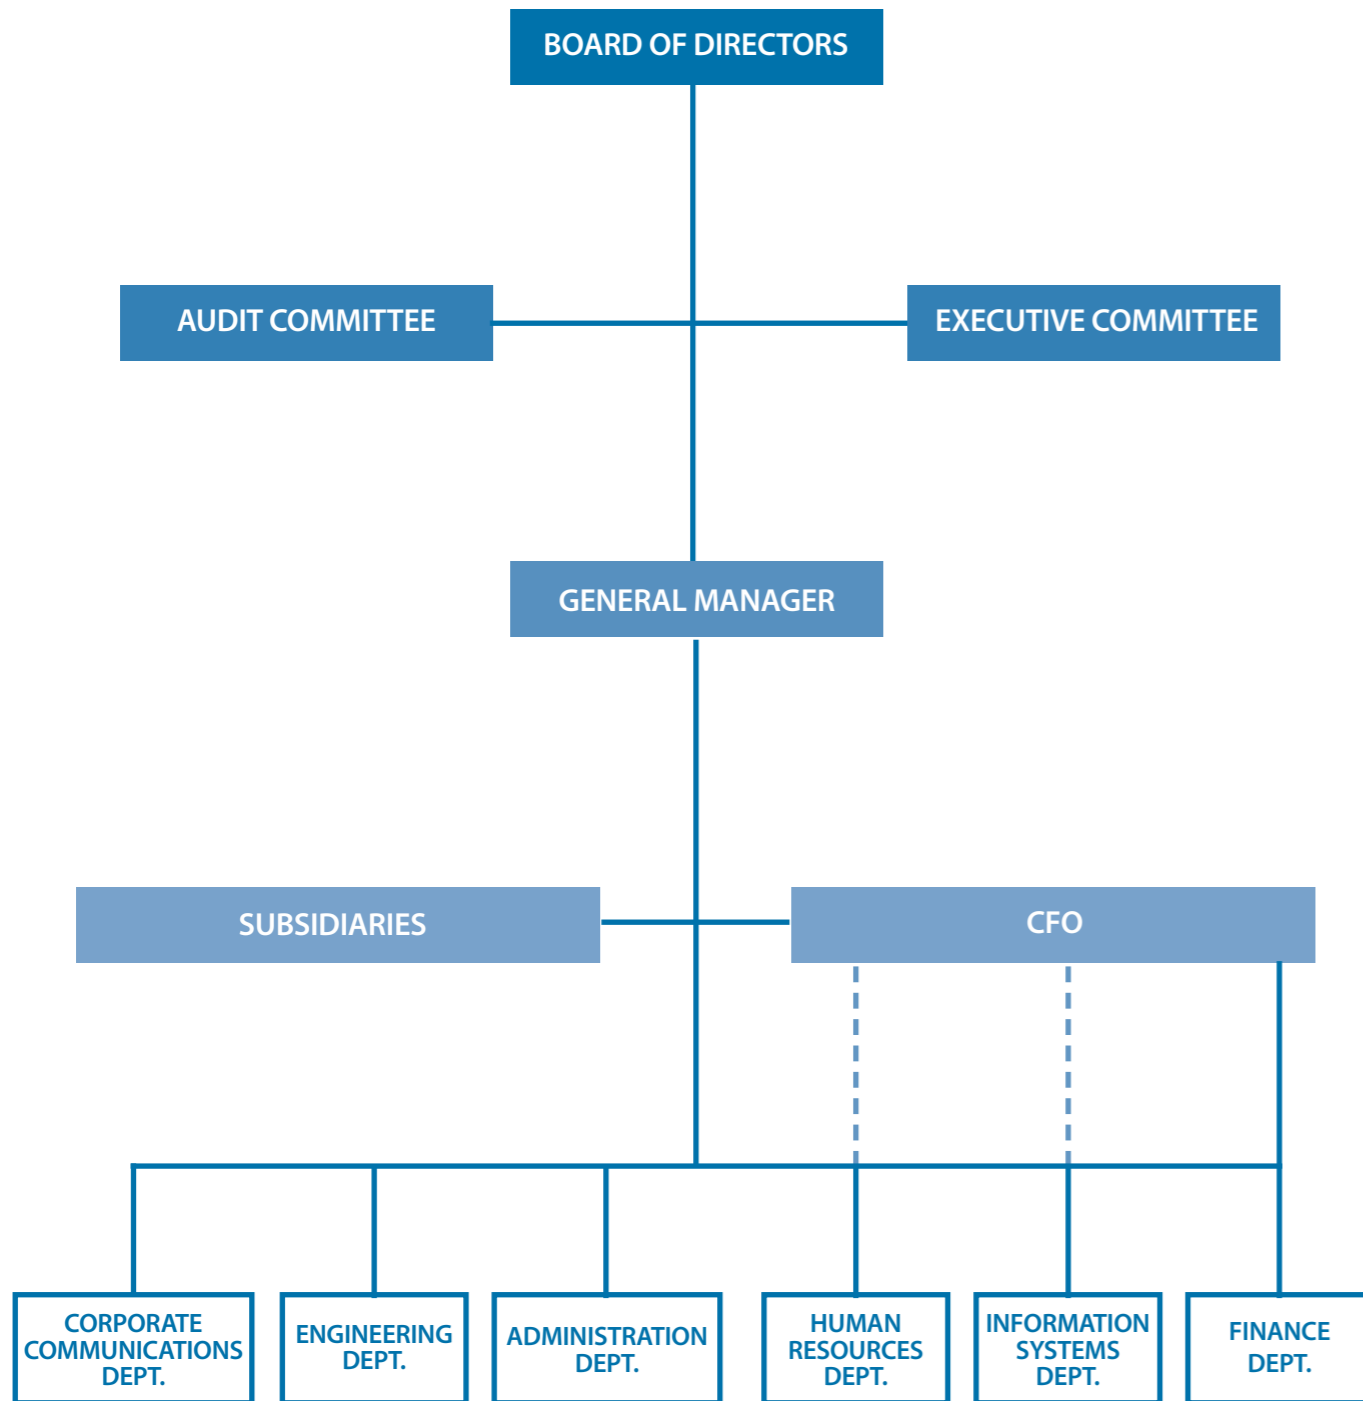 BOARD OF DIRECTORS
AUDIT COMMITTEE
EXECUTIVE COMMITTEE
GENERAL MANAGER
SUBSIDIARIES
CFO
CORPORATE
COMMUNICATIONS
DEPT.
ENGINEERING
DEPT.
ADMINISTRATION
DEPT.
HUMAN
RESOURCES
DEPT.
INFORMATION
SYSTEMS
DEPT.
FINANCE
DEPT.